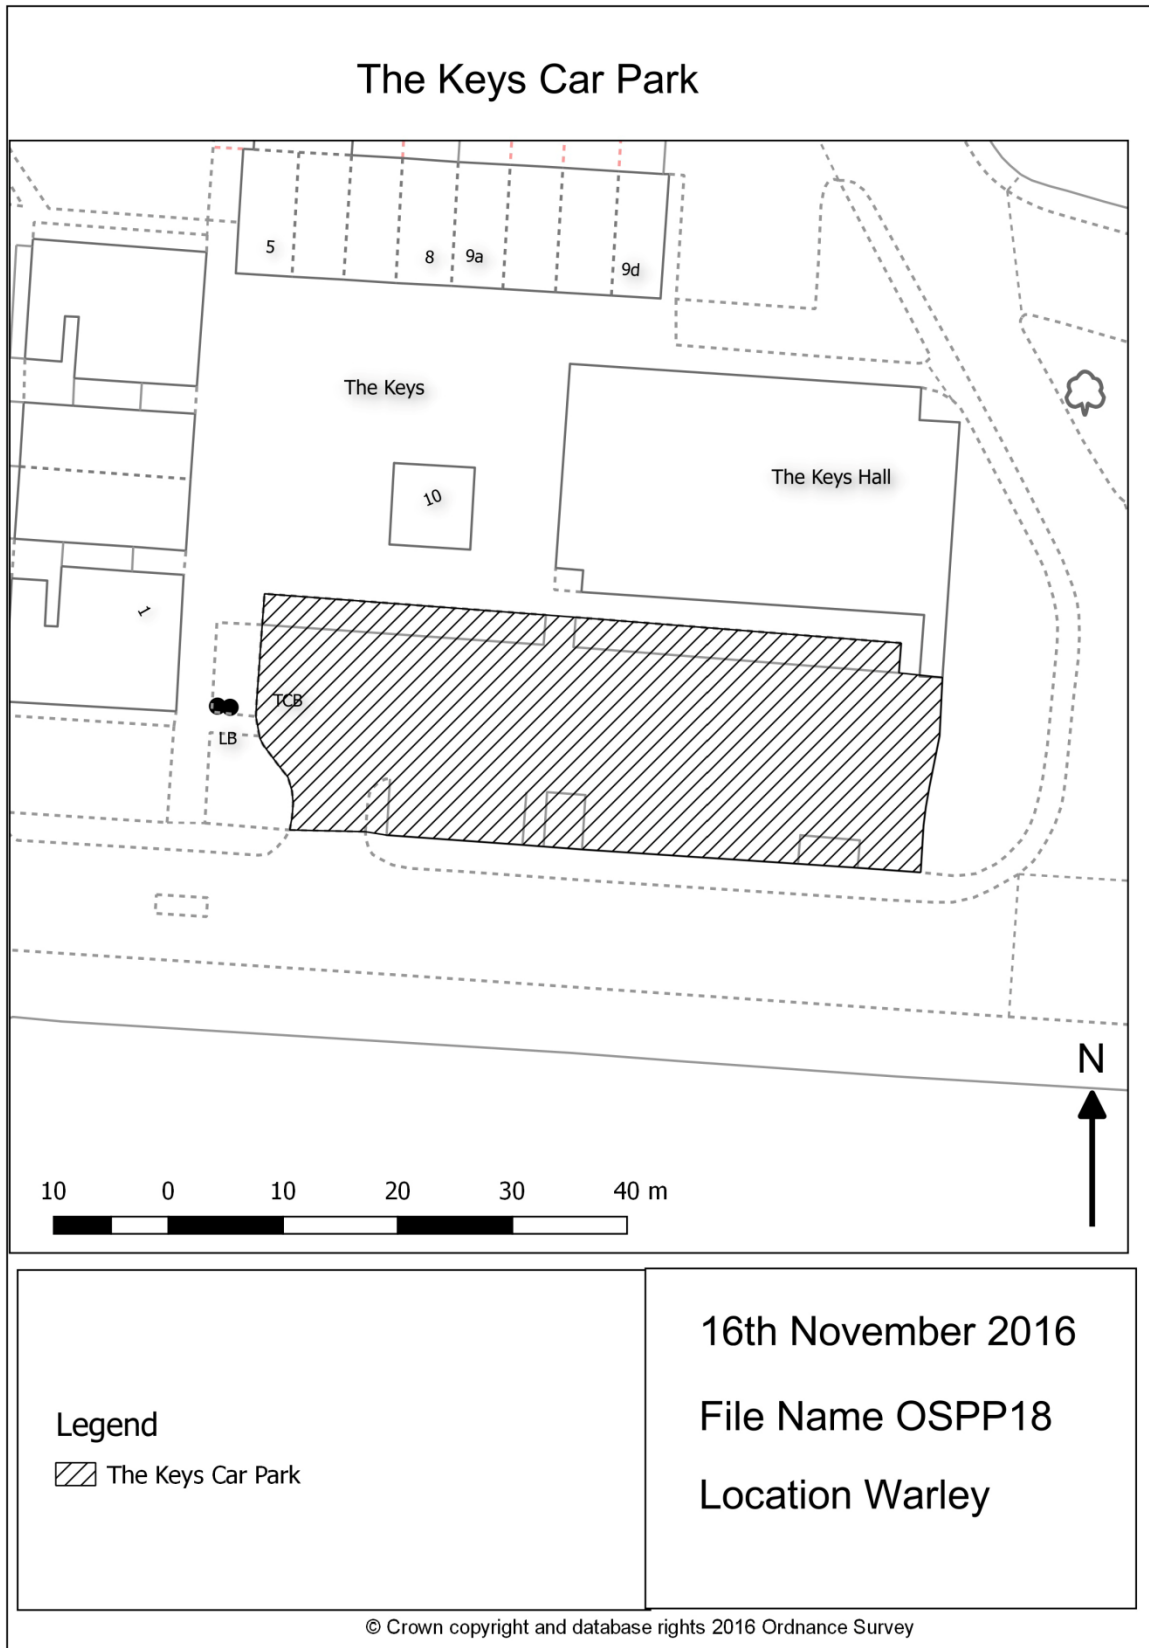 The Keys Car Park
5
8
9a
9d
The Keys
The Keys Hall
10
1
TCB
LB
N
10 0 10 20 30 40 m
16th November 2016
File Name OSPP18
Location Warley
Legend
The Keys Car Park
© Crown copyright and database rights 2016 Ordnance Survey